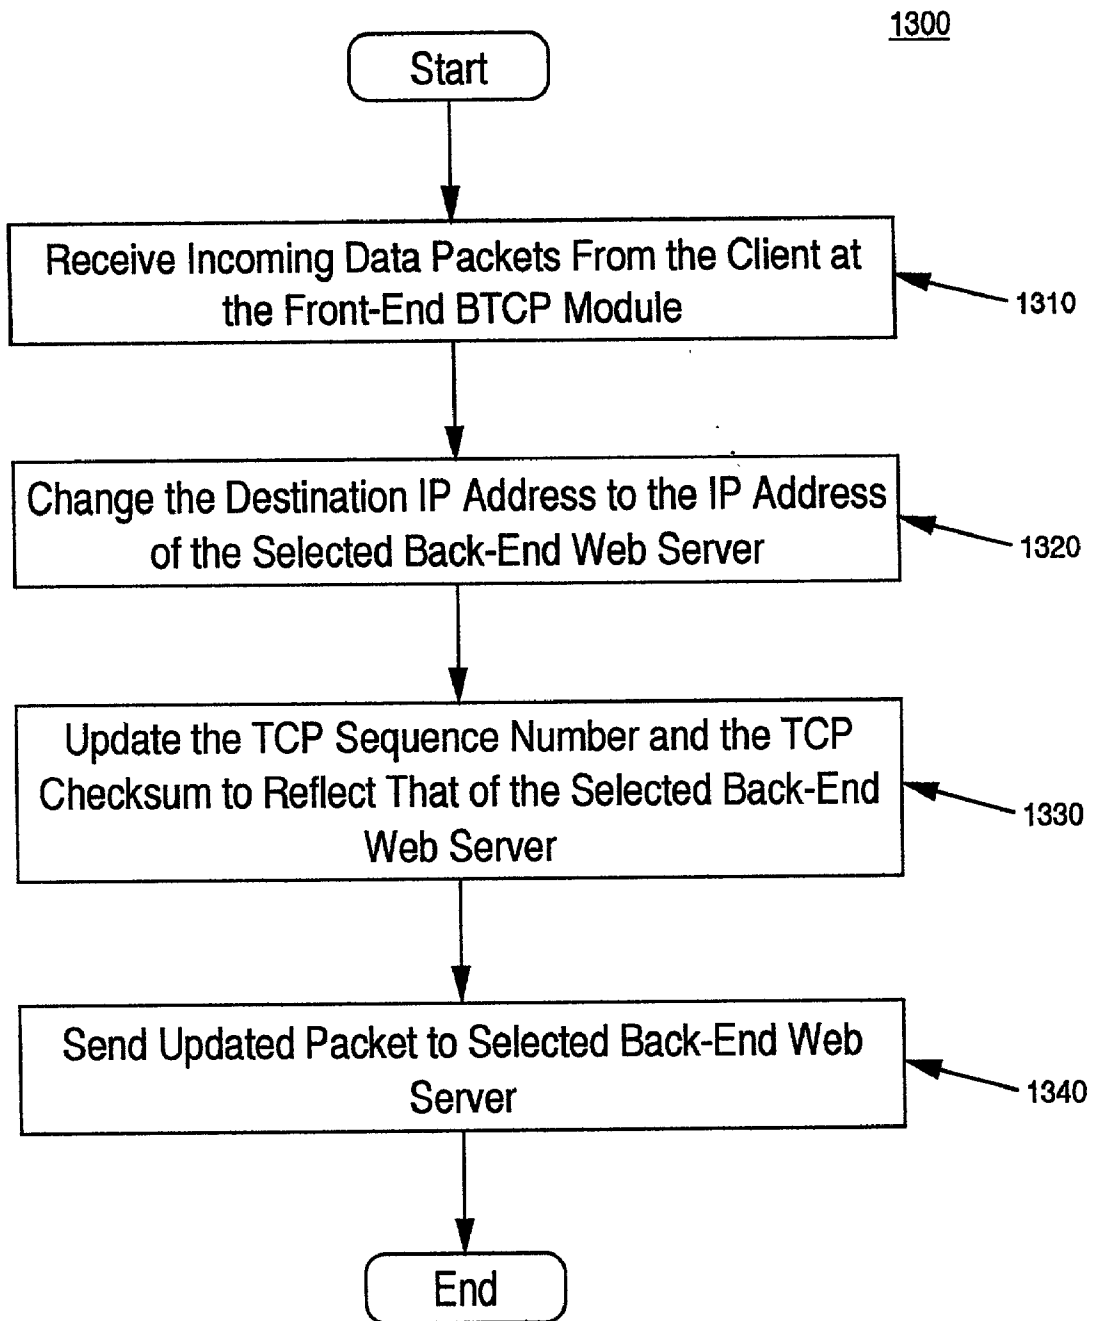 1300
Start
Receive Incoming Data Packets From the Client at
the Front-End BTCP Module
1310
Change the Destination IP Address to the IP Address
of the Selected Back-End Web Server
1320
Update the TCP Sequence Number and the TCP
Checksum to Reflect That of the Selected Back-End
Web Server
1330
Send Updated Packet to Selected Back-End Web
Server
1340
End